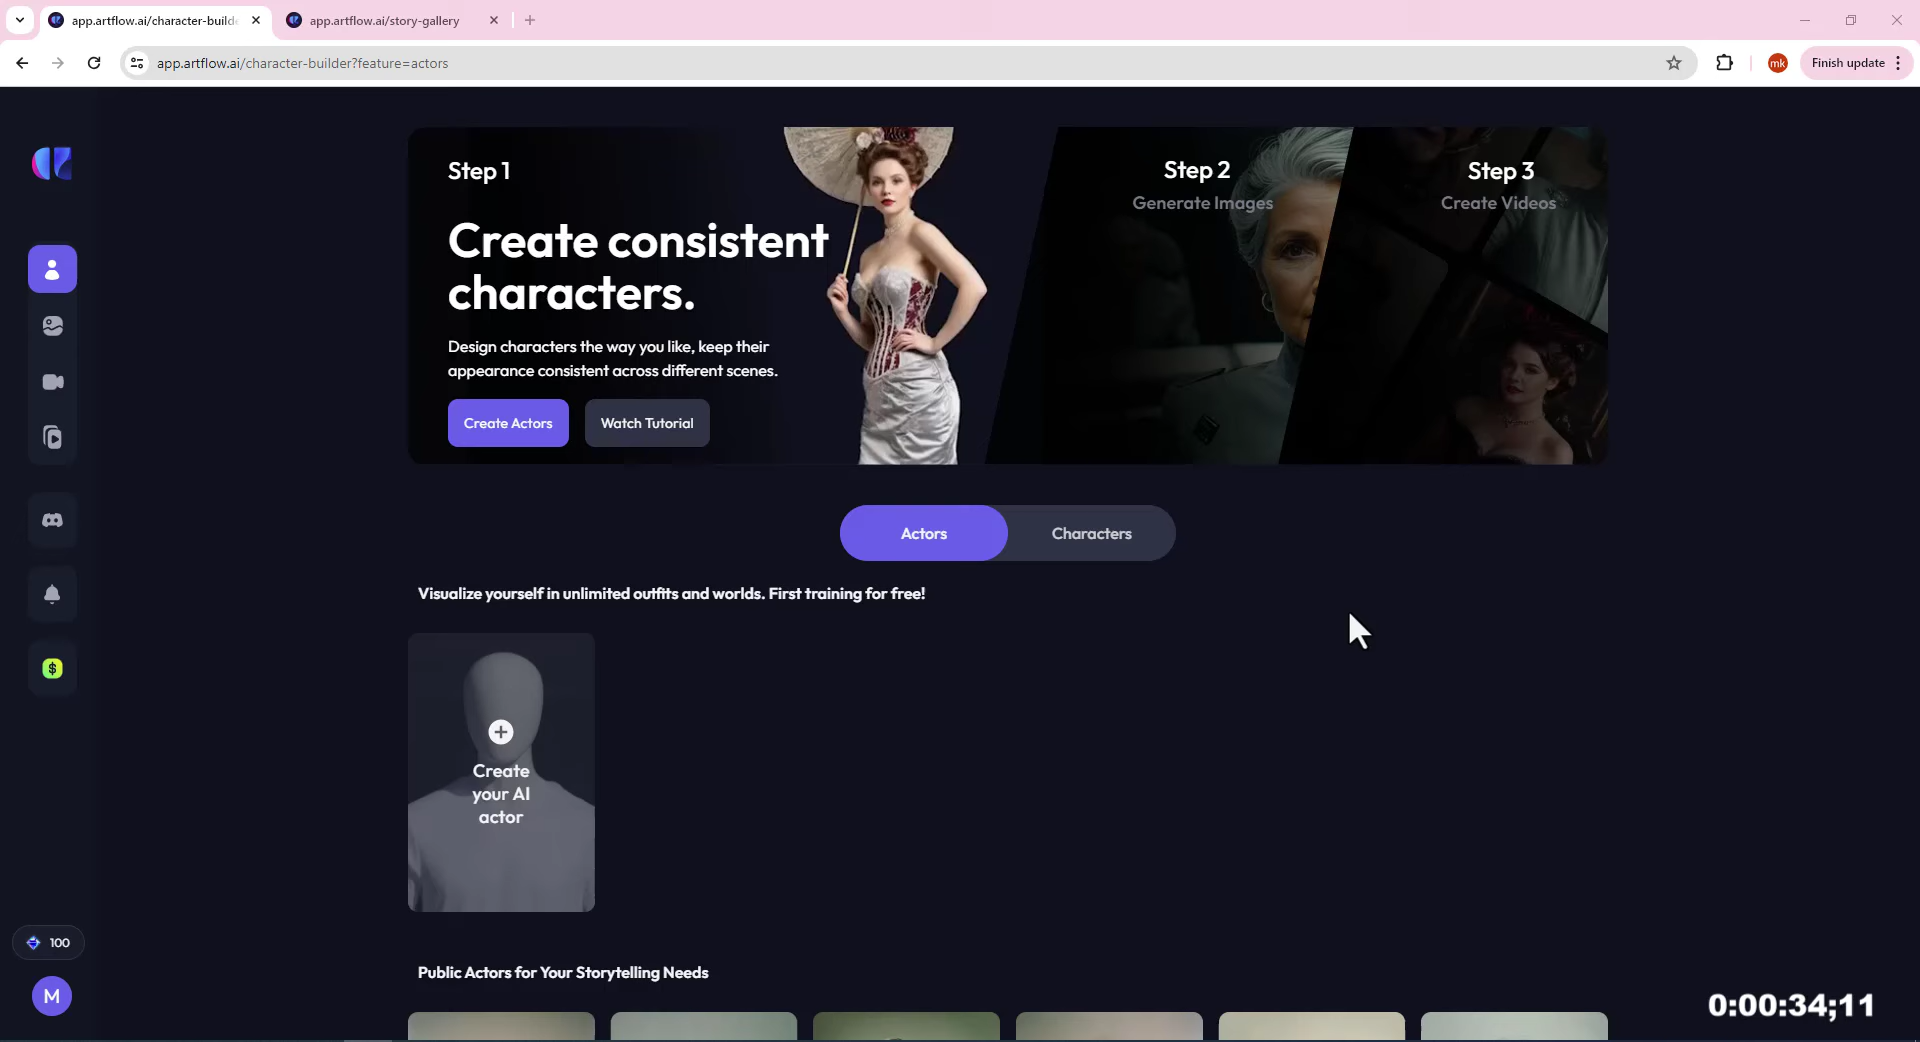 app.artflow.ai/character-builde
app.artflow.ai/story-gallery
app.artflow.ai/character-builder?feature=actors
mk
Finish update
Step 1
Create consistent
characters.
Design characters the way you like, keep their
appearance consistent across different scenes.
Create Actors
Watch Tutorial
Step 2
Generate Images
Step 3
Create Videos
Actors
Characters
Visualize yourself in unlimited outfits and worlds. First training for free!
Create
your AI
actor
Public Actors for Your Storytelling Needs
$
100
M
0:00:34;11